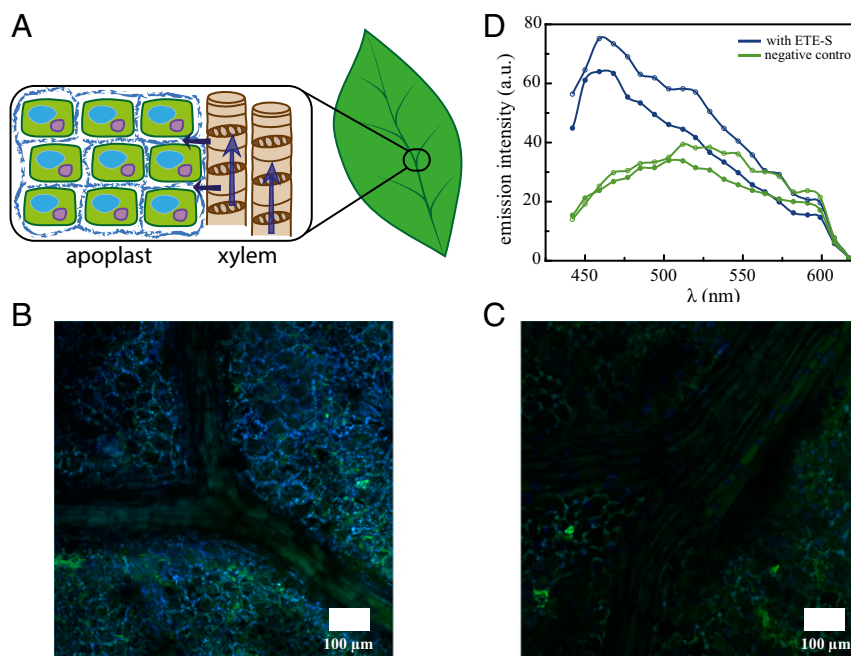 A
apoplast
xylem
D
with ETE-S
negative control
emission intensity (a.u.)
80
60
40
20
0
450
500
550
600
λ (nm)
B
100 µm
C
100 µm